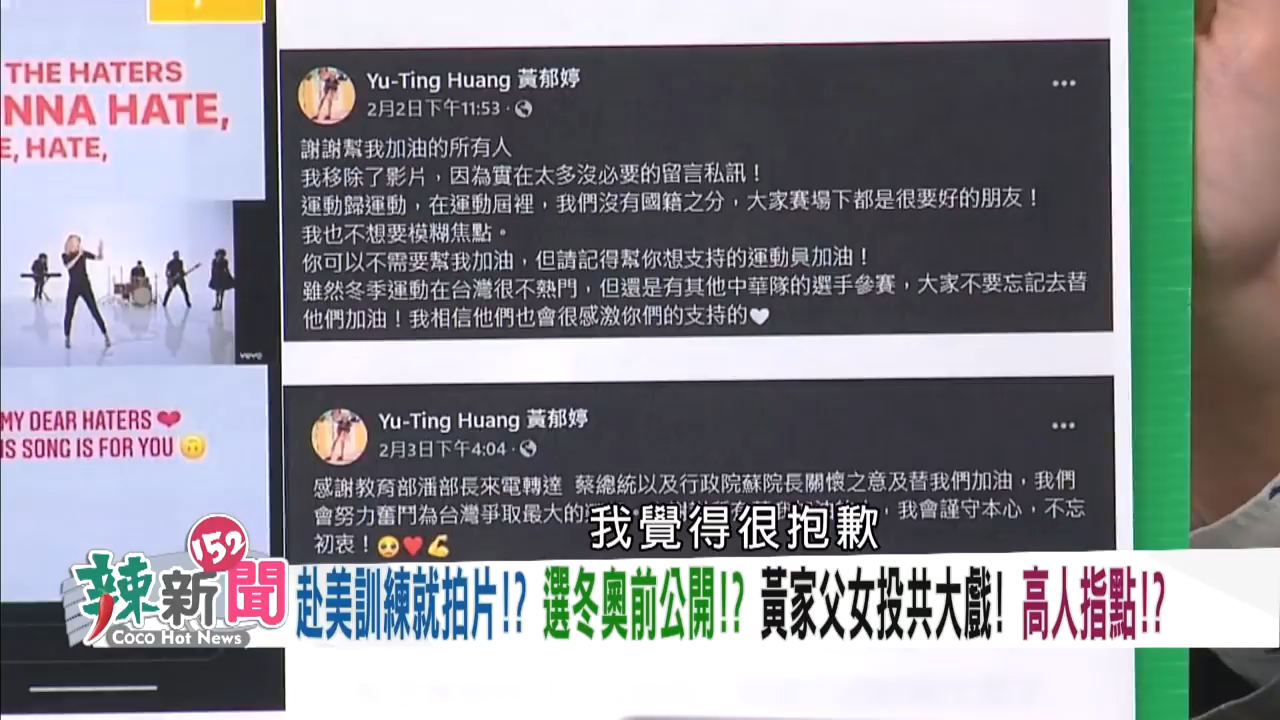 THE HATERS
NNA HATE,
E, HATE,
vevo
MY DEAR HATERS
IS SONG IS FOR YOU
Yu-Ting Huang 黃郁婷
2月2日下午11:53
謝謝幫我加油的所有人
我移除了影片，因為實在太多沒必要的留言私訊！
運動歸運動，在運動屆裡，我們沒有國籍之分，大家賽場下都是很要好的朋友！
我也不想要模糊焦點。
你可以不需要幫我加油，但請記得幫你想支持的運動員加油！
雖然冬季運動在台灣很不熱門，但還是有其他中華隊的選手參賽，大家不要忘記去替
他們加油！我相信他們也會很感激你們的支持的🤍
Yu-Ting Huang 黃郁婷
2月3日下午4:04
感謝教育部潘部長來電轉達 蔡總統以及行政院蘇院長關懷之意及替我們加油，我們
會努力奮鬥為台灣爭取最大的 ，我會謹守本心，不忘
初衷！🥺❤️💪
我覺得很抱歉
辣新聞
152
Coco Hot News
赴美訓練就拍片!? 選冬奧前公開!? 黃家父女投共大戲! 高人指點!?